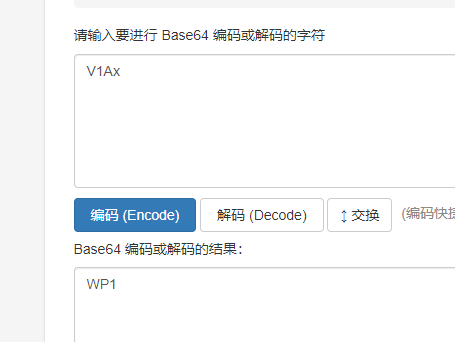 请输入要进行 Base64 编码或解码的字符
V1Ax
编码 (Encode) 解码 (Decode) ↕ 交换 (编码快
Base64 编码或解码的结果：
WP1